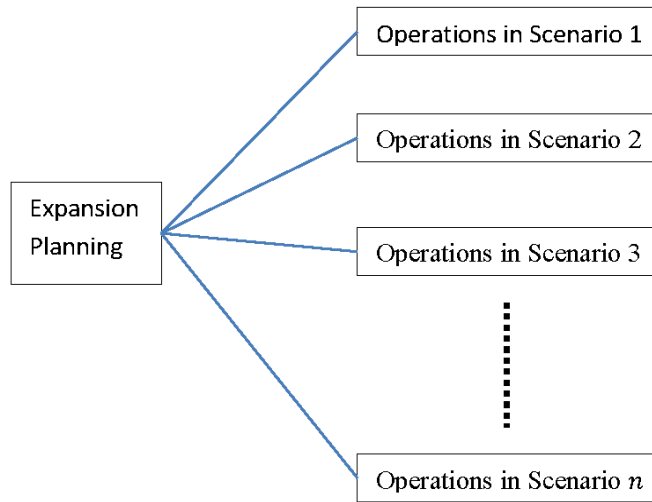 Operations in Scenario 1
Operations in Scenario 2
Expansion
Planning
Operations in Scenario 3
Operations in Scenario n